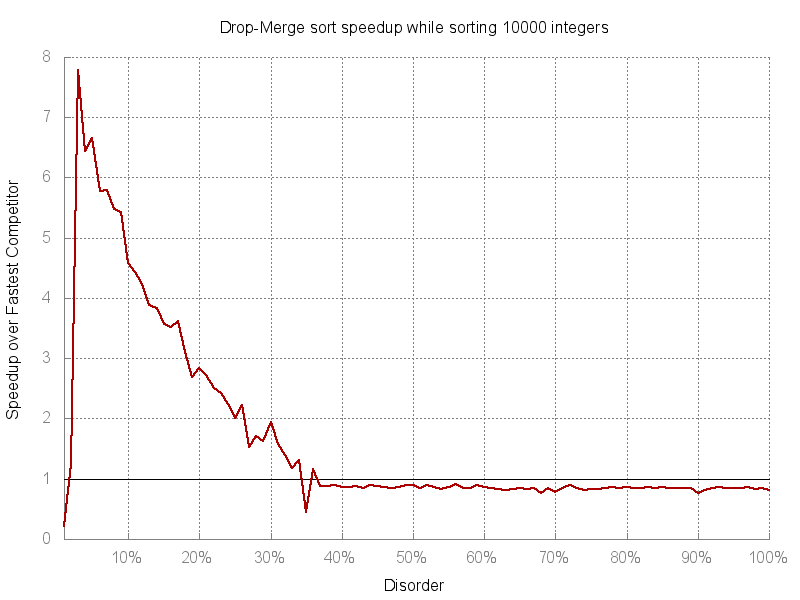 Drop-Merge sort speedup while sorting 10000 integers
Speedup over Fastest Competitor
8
7
6
5
4
3
2
1
0
10% 20% 30% 40% 50% 60% 70% 80% 90% 100%
Disorder